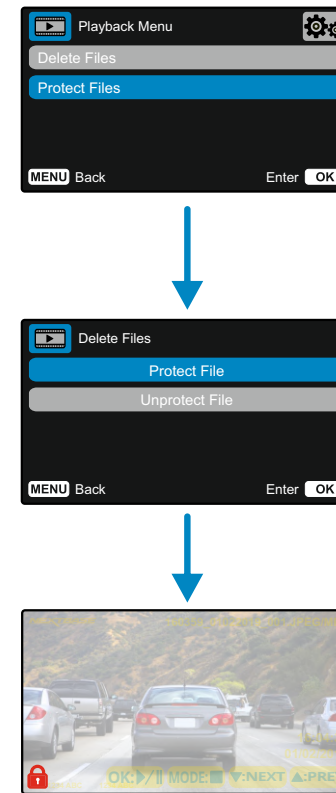 Playback Menu
Delete Files
Protect Files
MENU Back Enter OK
Delete Files
Protect File
Unprotect File
MENU Back Enter OK
OK:▶/‖ MODE:■ ▼:NEXT ▲:PRE